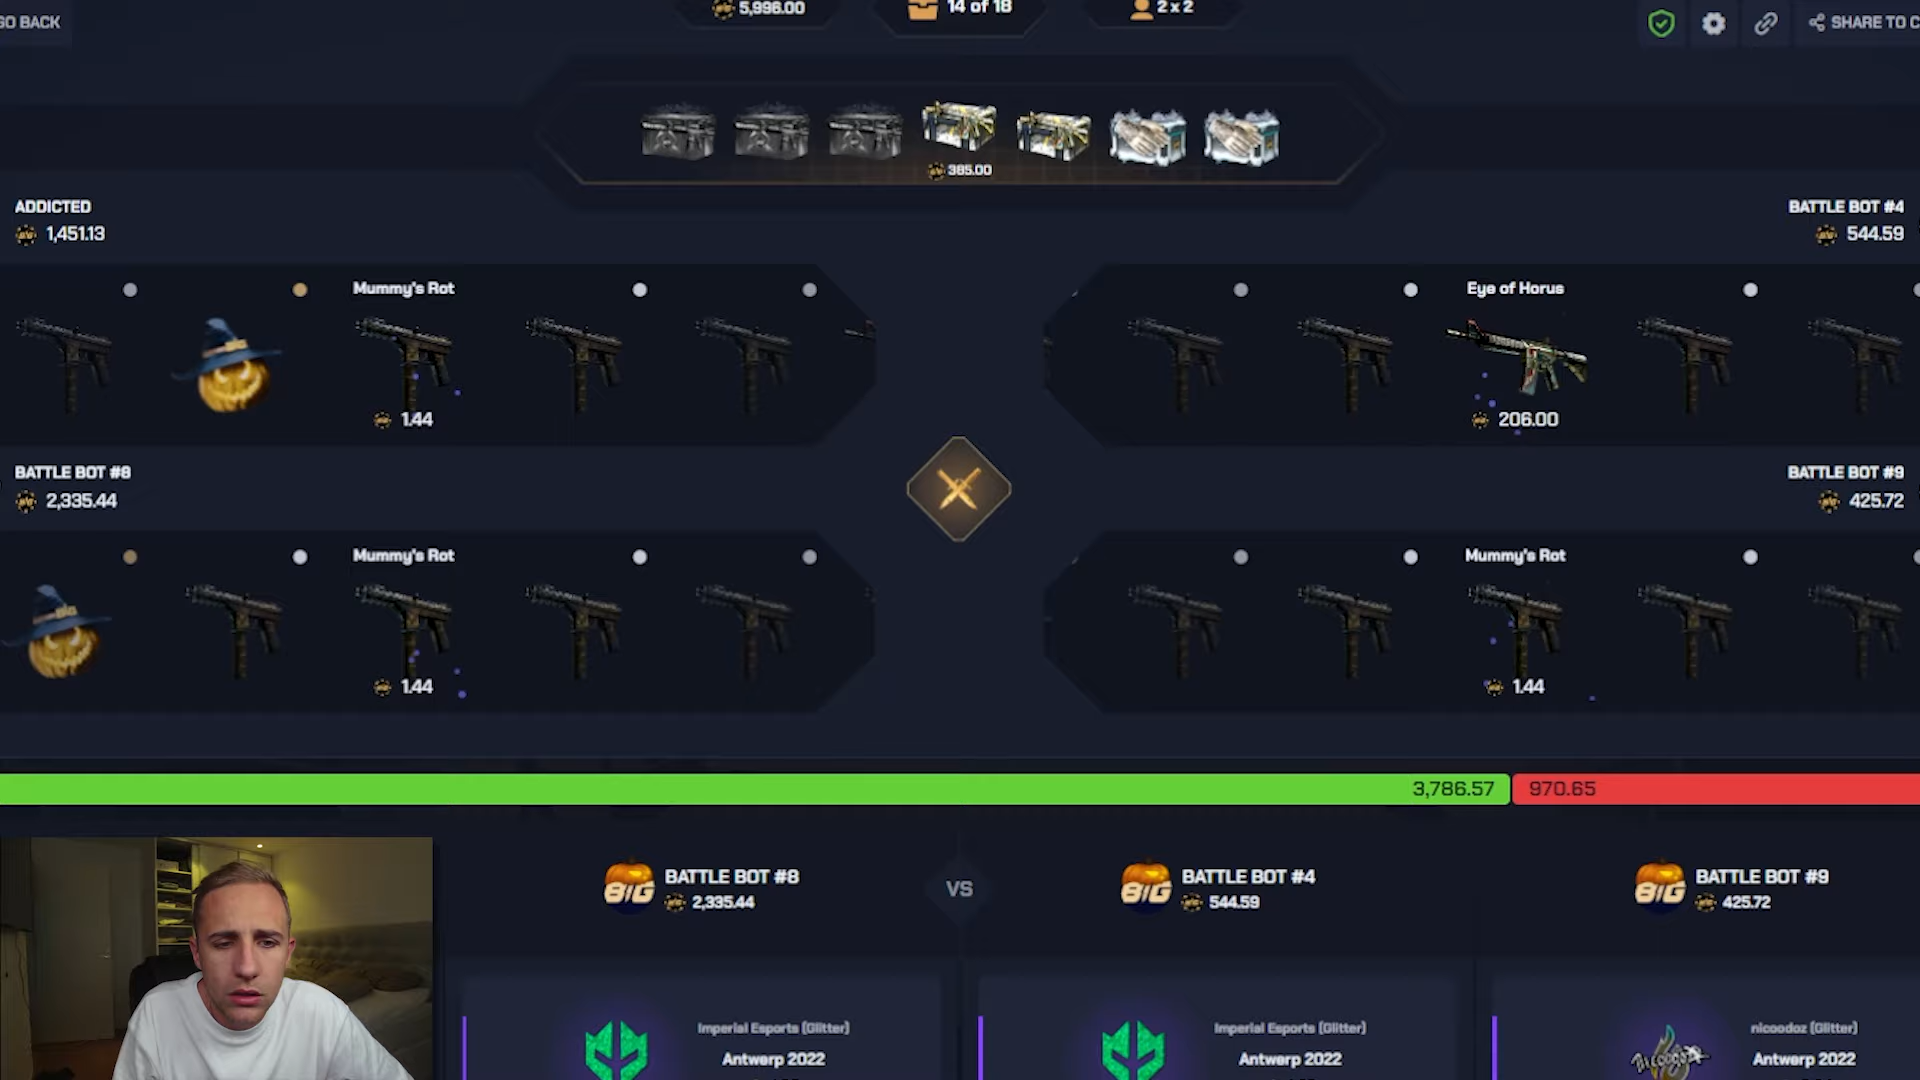 GO BACK
5,996.00
14 of 18
2 x 2
SHARE TO C
385.00
ADDICTED
1,451.13
BATTLE BOT #4
544.59
Mummy's Rot
1.44
Eye of Horus
206.00
BATTLE BOT #8
2,335.44
BATTLE BOT #9
425.72
Mummy's Rot
1.44
Mummy's Rot
1.44
3,786.57
970.65
BIG
BATTLE BOT #8
2,335.44
VS
BIG
BATTLE BOT #4
544.59
BIG
BATTLE BOT #9
425.72
Imperial Esports (Glitter)
Antwerp 2022
Imperial Esports (Glitter)
Antwerp 2022
nicoodoz (Glitter)
Antwerp 2022